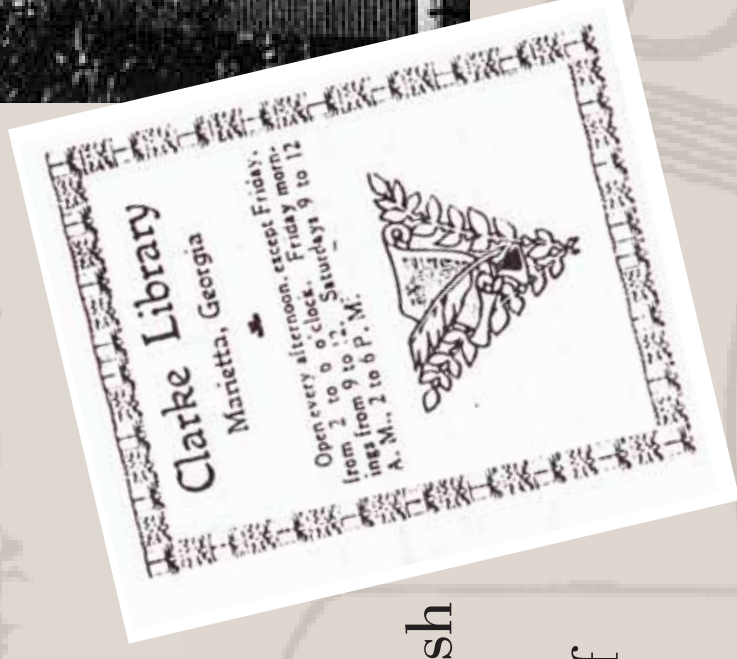 Clarke Library
Marietta, Georgia
Open every afternoon, except Friday,
from 2 to 6 o'clock. Friday morn-
ings from 9 to 12. Saturdays 9 to 12
A. M., 2 to 6 P. M.
sh
f